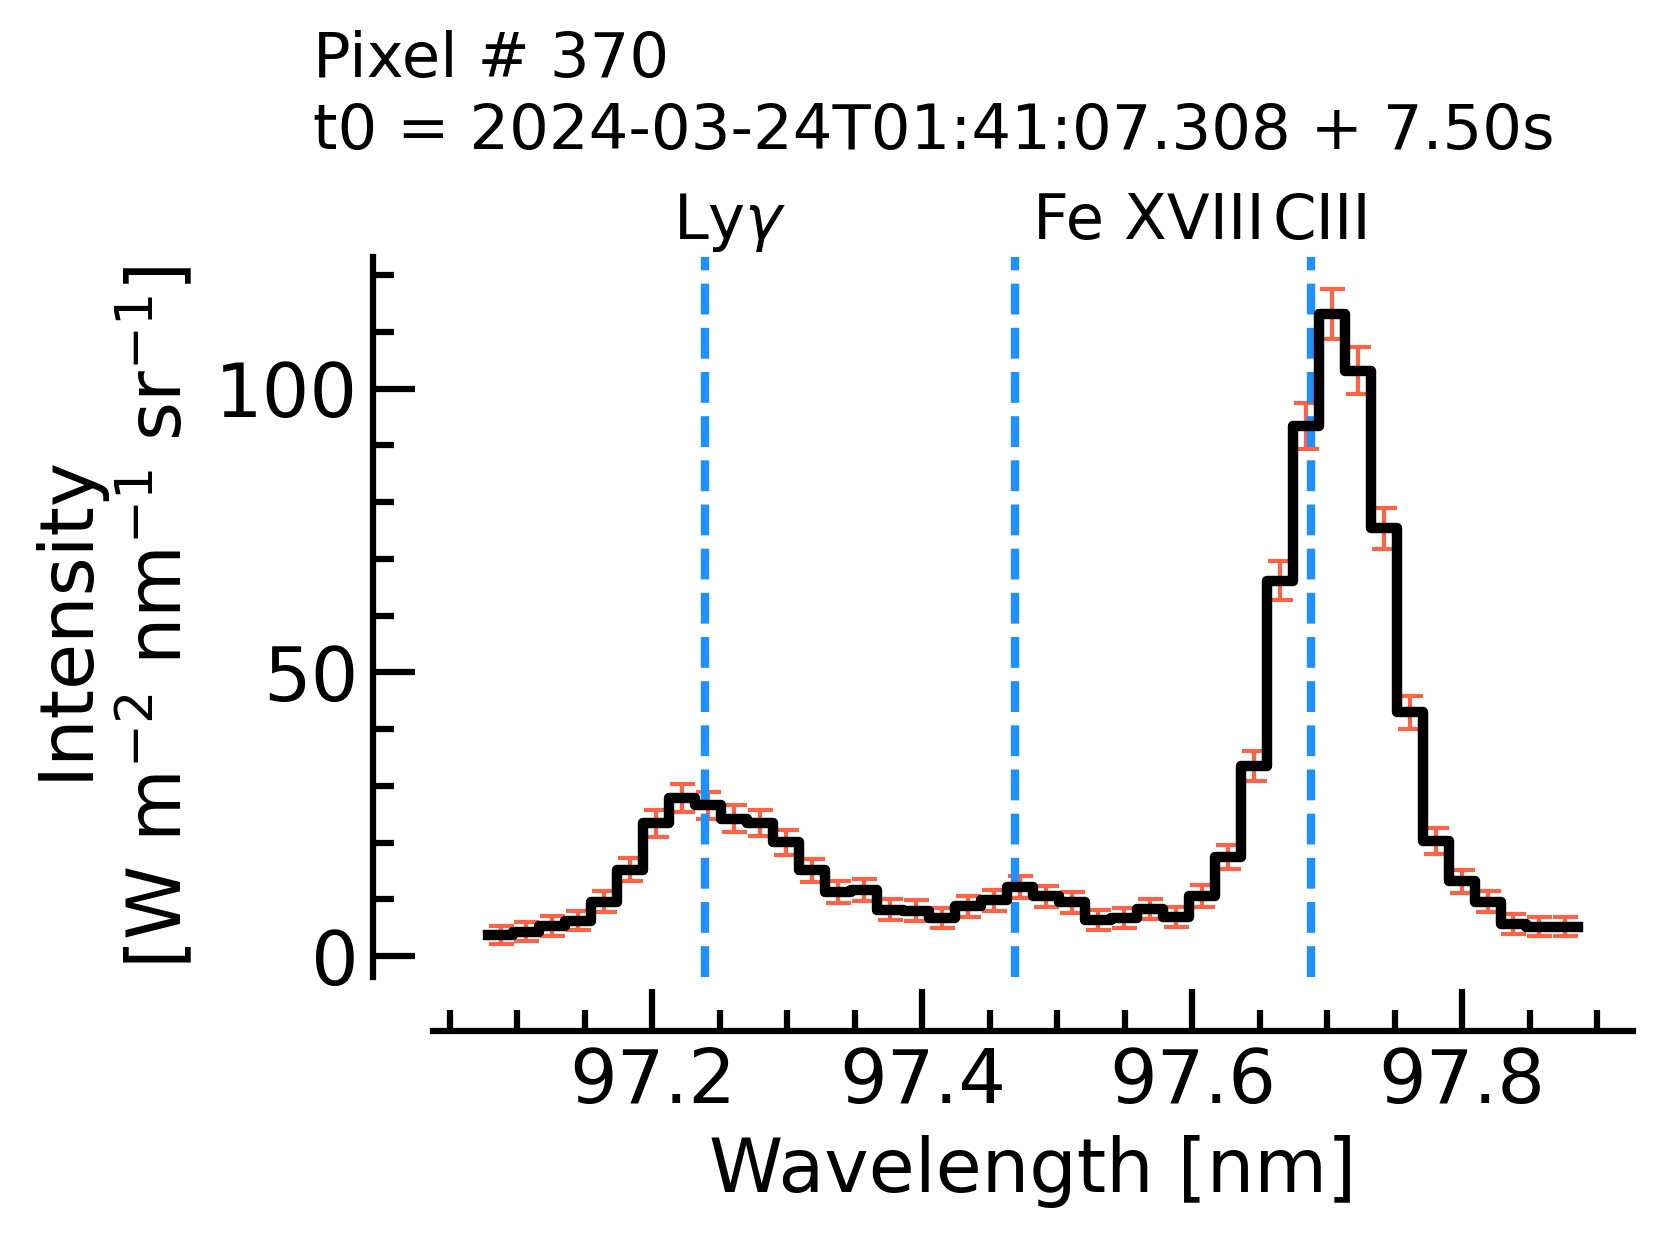 Pixel # 370
t0 = 2024-03-24T01:41:07.308 + 7.50s
Lyγ Fe XVIII CIII
Intensity
[W m⁻² nm⁻¹ sr⁻¹]
100
50
0
97.2 97.4 97.6 97.8
Wavelength [nm]